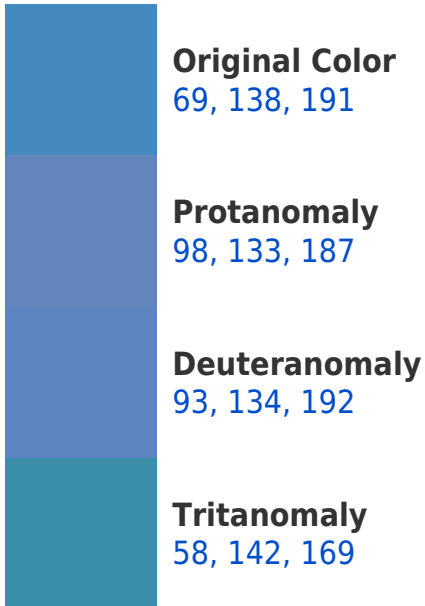 Original Color
69, 138, 191
Protanomaly
98, 133, 187
Deuteranomaly
93, 134, 192
Tritanomaly
58, 142, 169